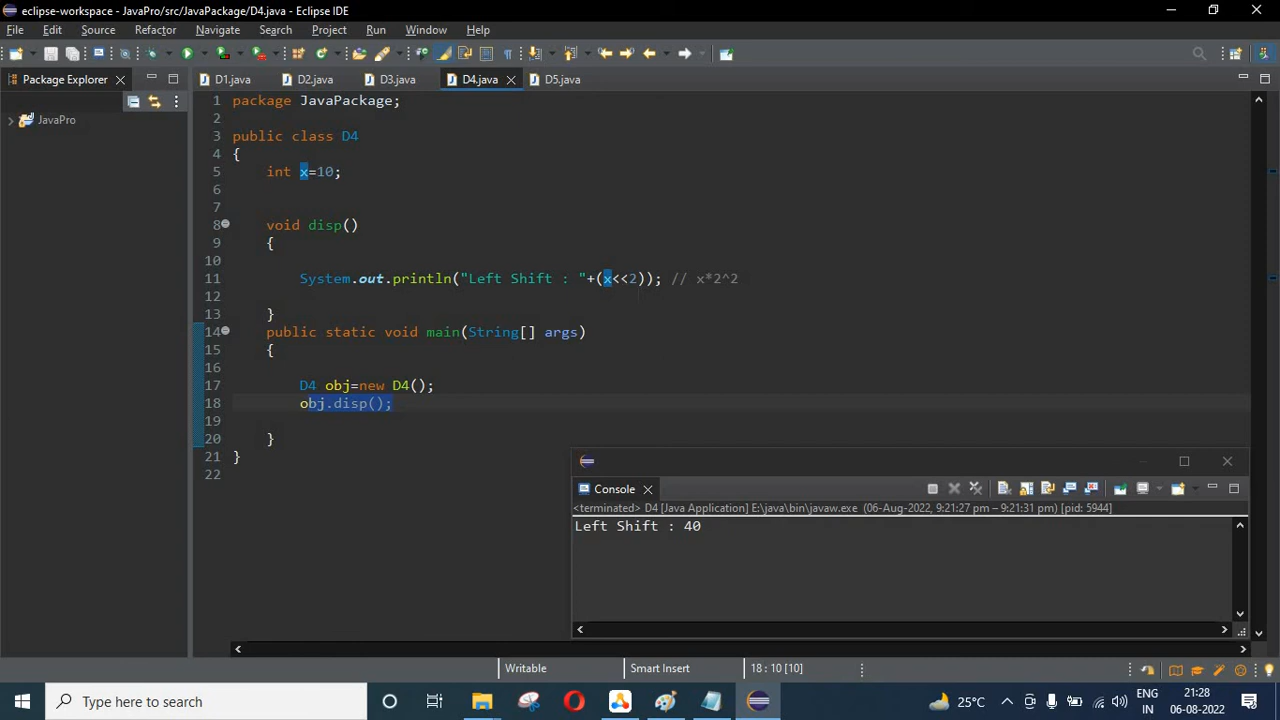 eclipse-workspace - JavaPro/src/JavaPackage/D4.java - Eclipse IDE
File Edit Source Refactor Navigate Search Project Run Window Help
Package Explorer
D1.java D2.java D3.java D4.java D5.java
JavaPro
1 package JavaPackage;
2
3 public class D4
4 {
5 int x=10;
6
7
8 void disp()
9 {
10
11 System.out.println("Left Shift : "+(x<<2)); // x*2^2
12
13 }
14 public static void main(String[] args)
15 {
16
17 D4 obj=new D4();
18 obj.disp();
19
20 }
21 }
22
Console
<terminated> D4 [Java Application] E:\java\bin\javaw.exe (06-Aug-2022, 9:21:27 pm – 9:21:31 pm) [pid: 5944]
Left Shift : 40
Writable Smart Insert 18 : 10 [10]
Type here to search
25°C
ENG
IN
21:28
06-08-2022